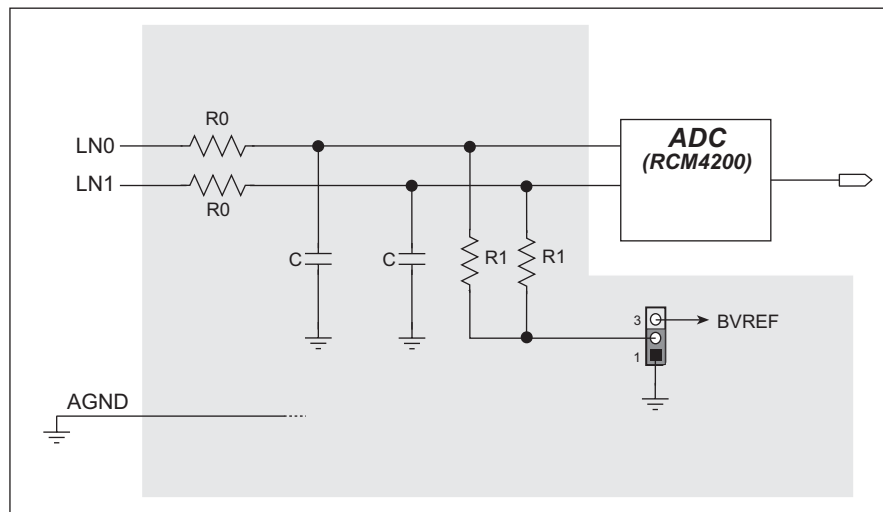 R0
LN0
ADC
(RCM4200)
LN1
R0
C
C
R1
R1
3
BVREF
1
AGND